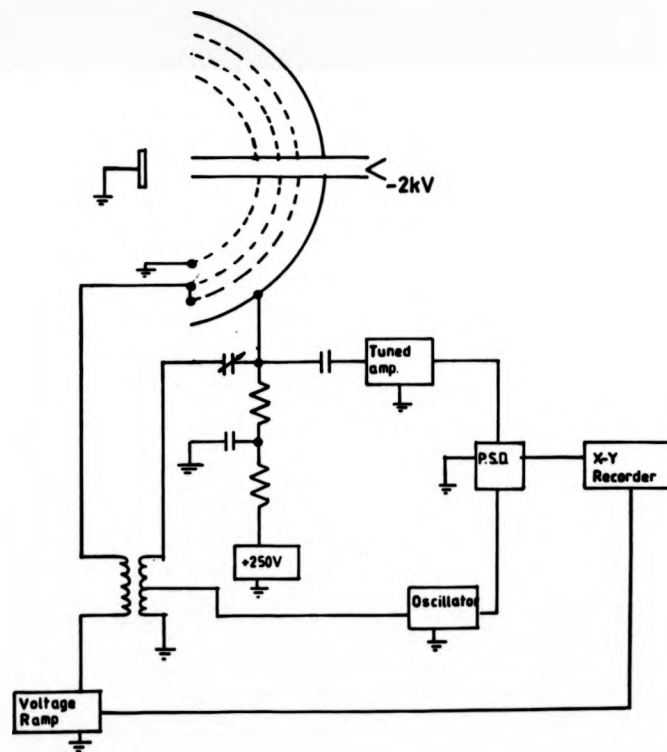 -2kV
Tuned
amp.
P.S.D.
X-Y
Recorder
+250V
Oscillator
Voltage
Ramp